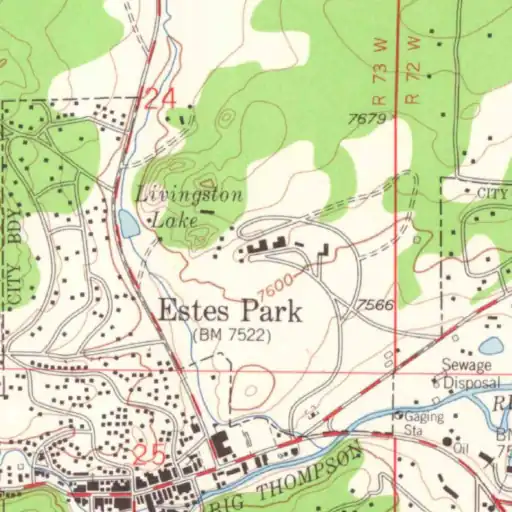 R 73 W
R 72 W
24
7679
Livingston
Lake
CITY
CITY BDY
7600
7566
Estes Park
(BM 7522)
Sewage
Disposal
Gaging
Sta
25
Oil
BM
BIG THOMPSON